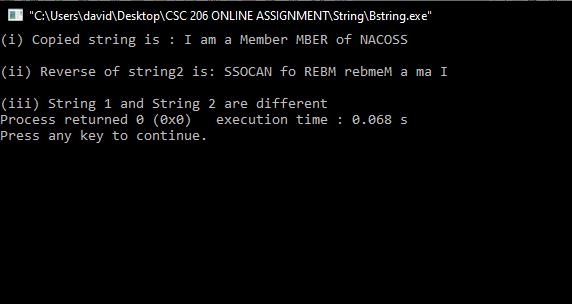 "C:\Users\david\Desktop\CSC 206 ONLINE ASSIGNMENT\String\Bstring.exe"
(i) Copied string is : I am a Member MBER of NACOSS
(ii) Reverse of string2 is: SSOCAN fo REBM rebmeM a ma I
(iii) String 1 and String 2 are different
Process returned 0 (0x0)   execution time : 0.068 s
Press any key to continue.